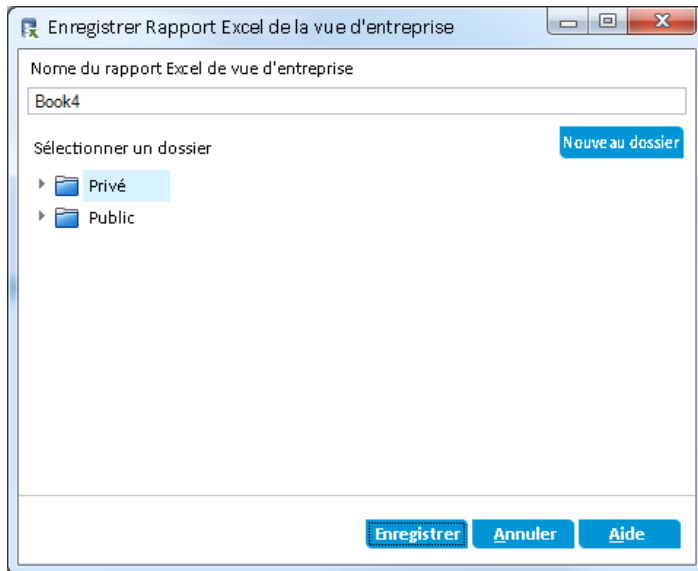 Enregistrer Rapport Excel de la vue d'entreprise
Nome du rapport Excel de vue d'entreprise
Book4
Sélectionner un dossier
Nouveau dossier
Privé
Public
Enregistrer Annuler Aide